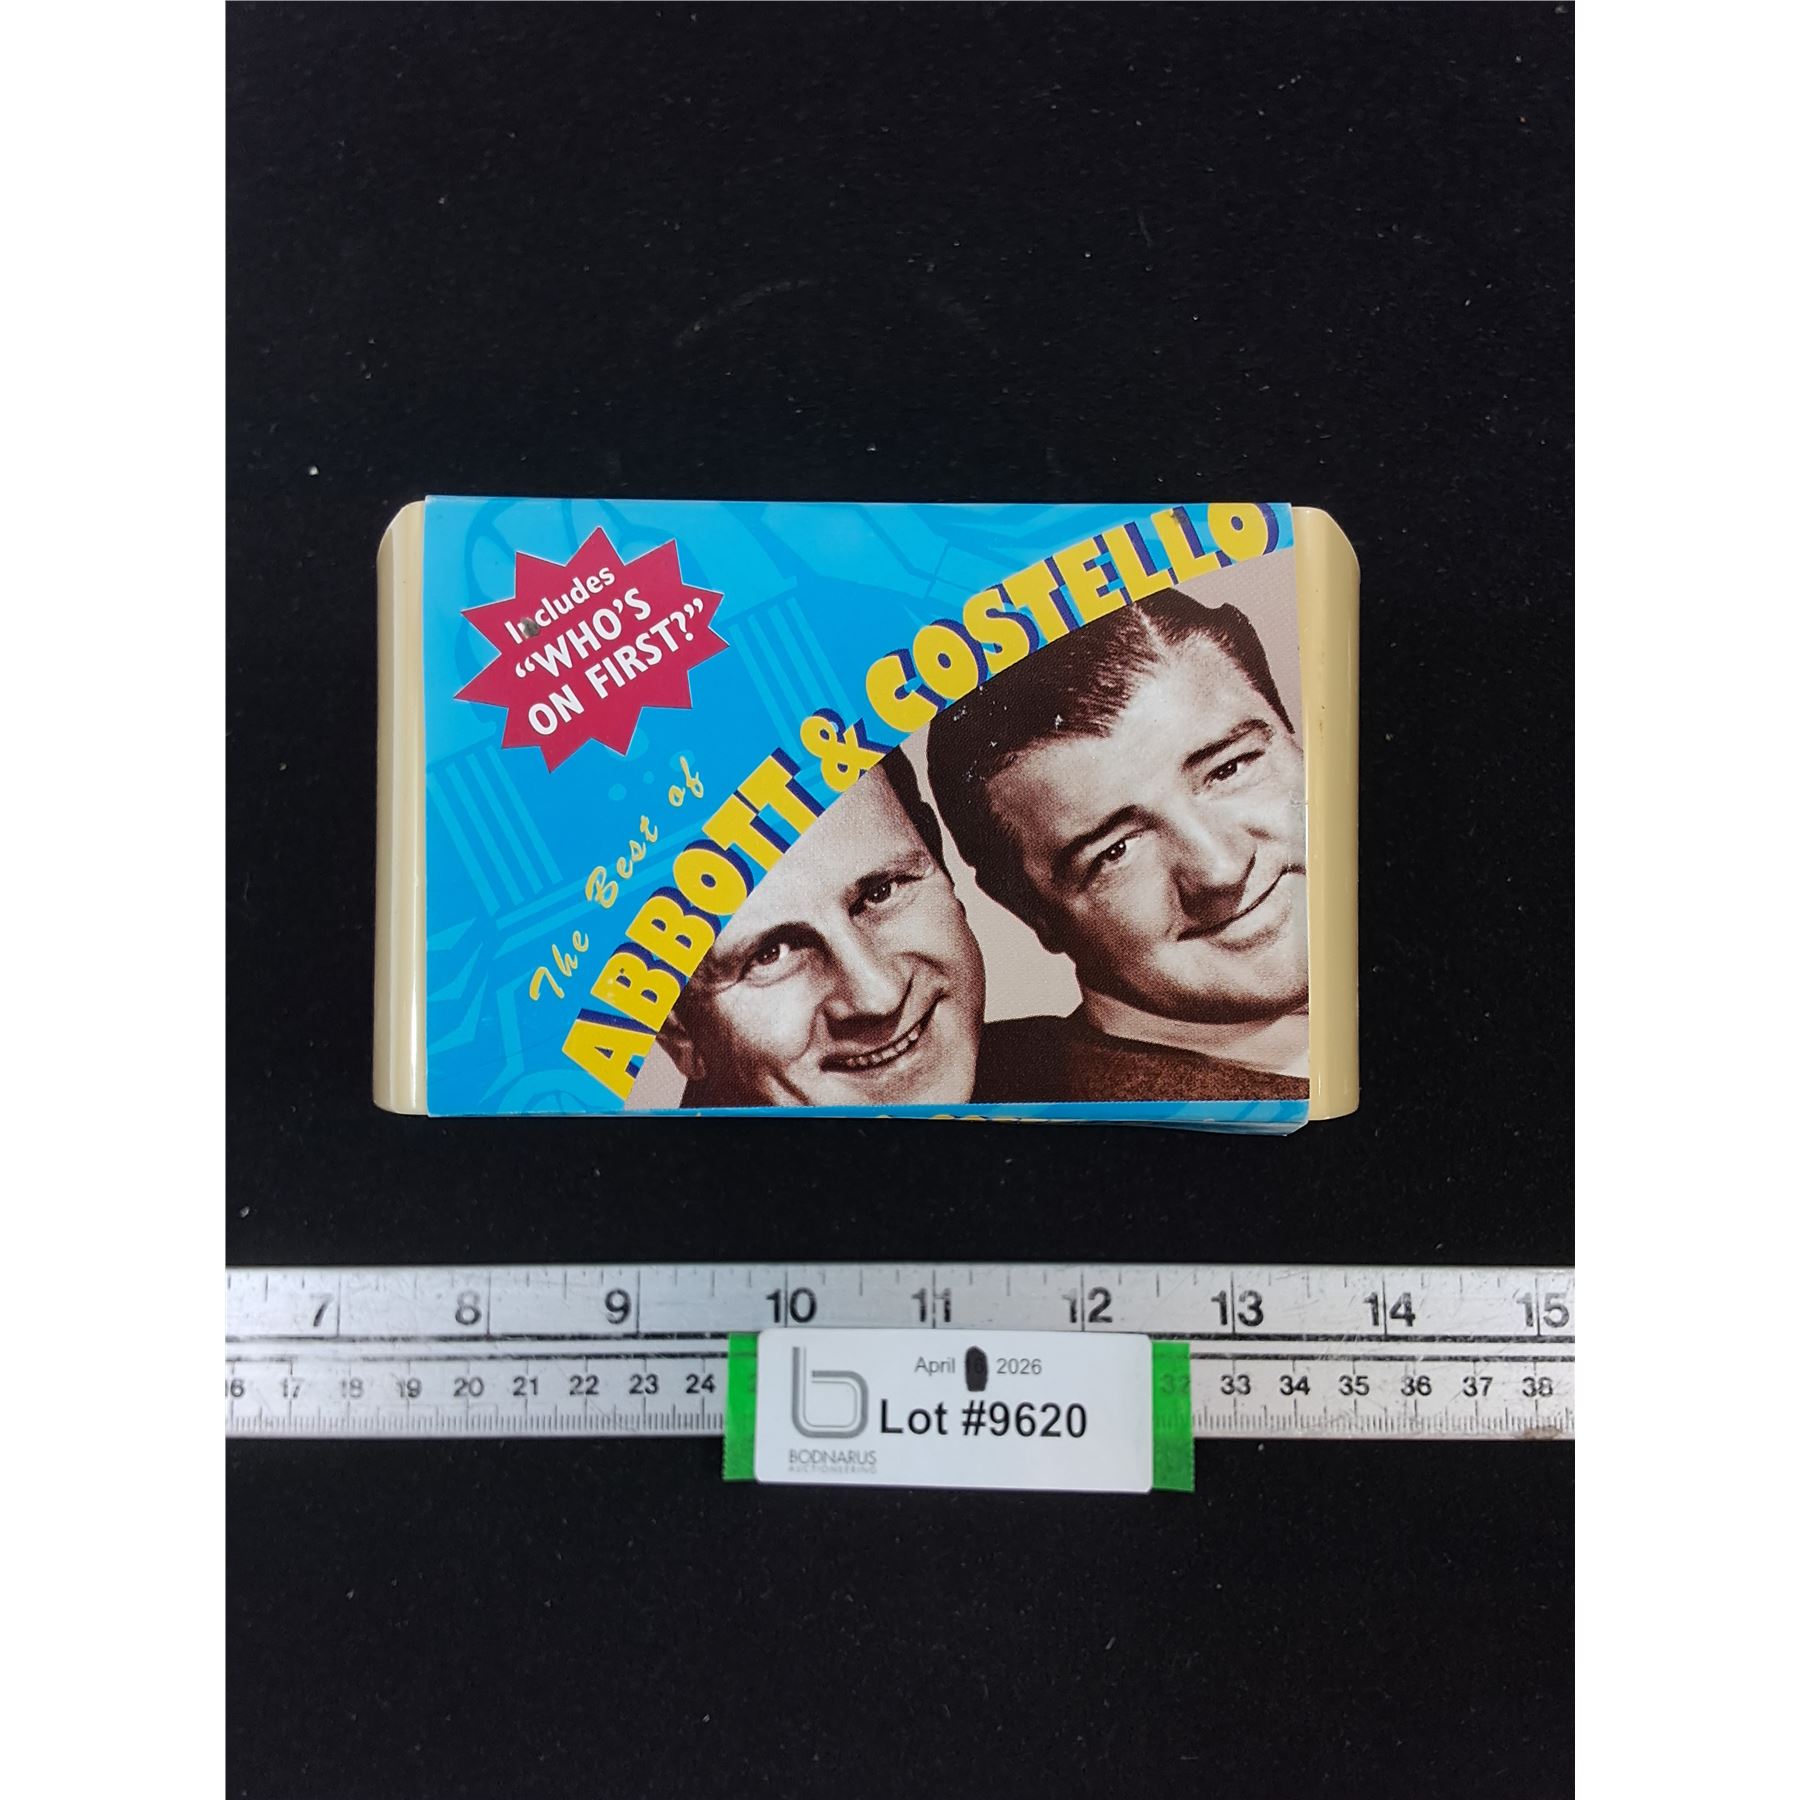 Includes
“WHO'S
ON FIRST?”
The Best of
ABBOTT & COSTELLO
7 8 9 10 11 12 13 14 15
16 17 18 19 20 21 22 23 24 32 33 34 35 36 37 38
April 2026
Lot #9620
BODNARUS
AUCTIONEERING